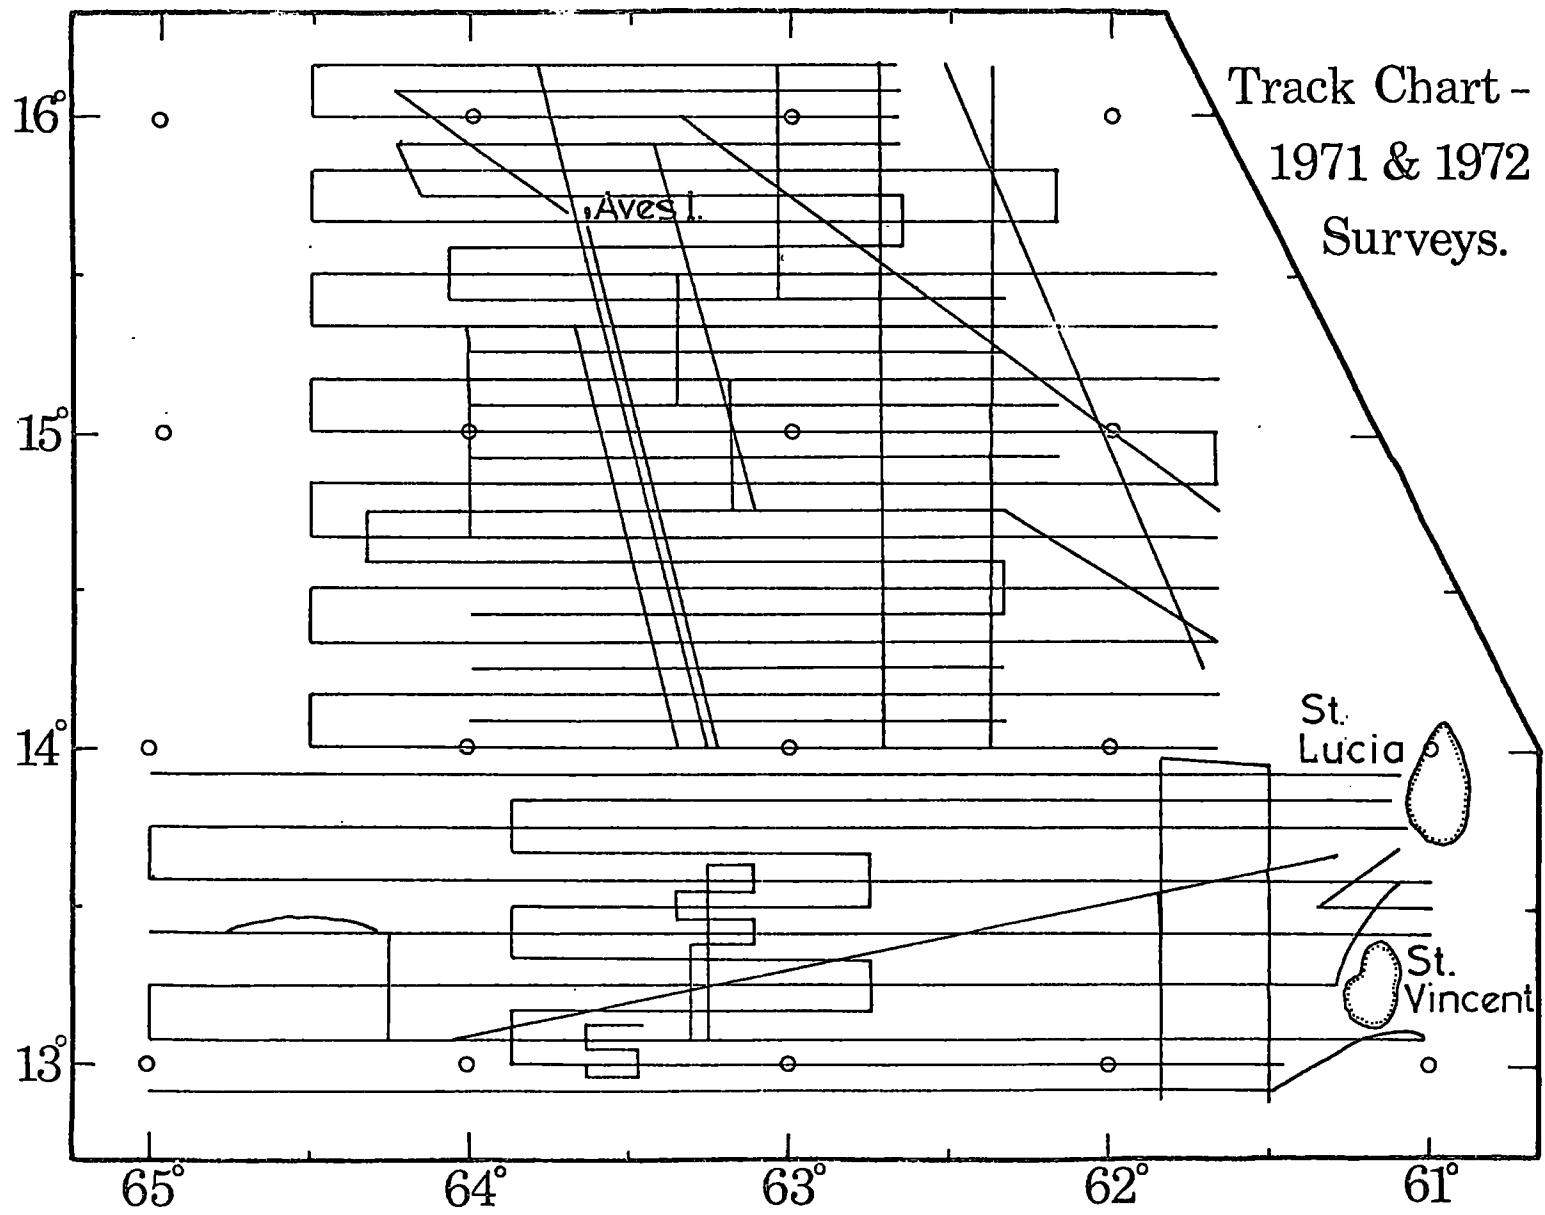 Track Chart -
1971 & 1972
Surveys.
16°
Aves I.
15°
St.
Lucia
14°
St.
Vincent
13°
65° 64° 63° 62° 61°